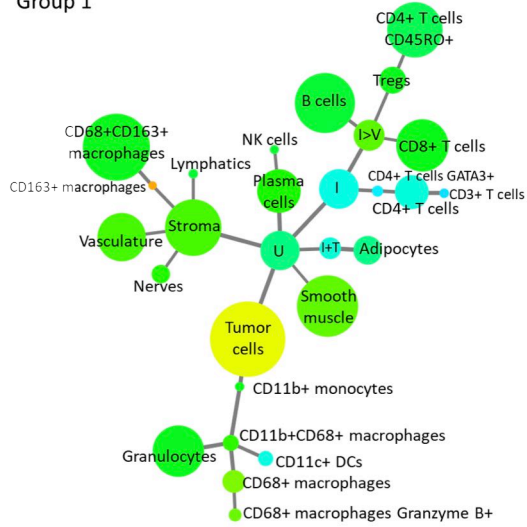 Group 1
CD4+ T cells
CD45RO+
Tregs
B cells
I>V
CD8+ T cells
NK cells
CD68+CD163+
macrophages
Lymphatics
CD163+ macrophages
Plasma
cells
I
CD4+ T cells GATA3+
CD3+ T cells
CD4+ T cells
Stroma
Vasculature
U
I+T
Adipocytes
Nerves
Smooth
muscle
Tumor
cells
CD11b+ monocytes
CD11b+CD68+ macrophages
Granulocytes
CD11c+ DCs
CD68+ macrophages
CD68+ macrophages Granzyme B+